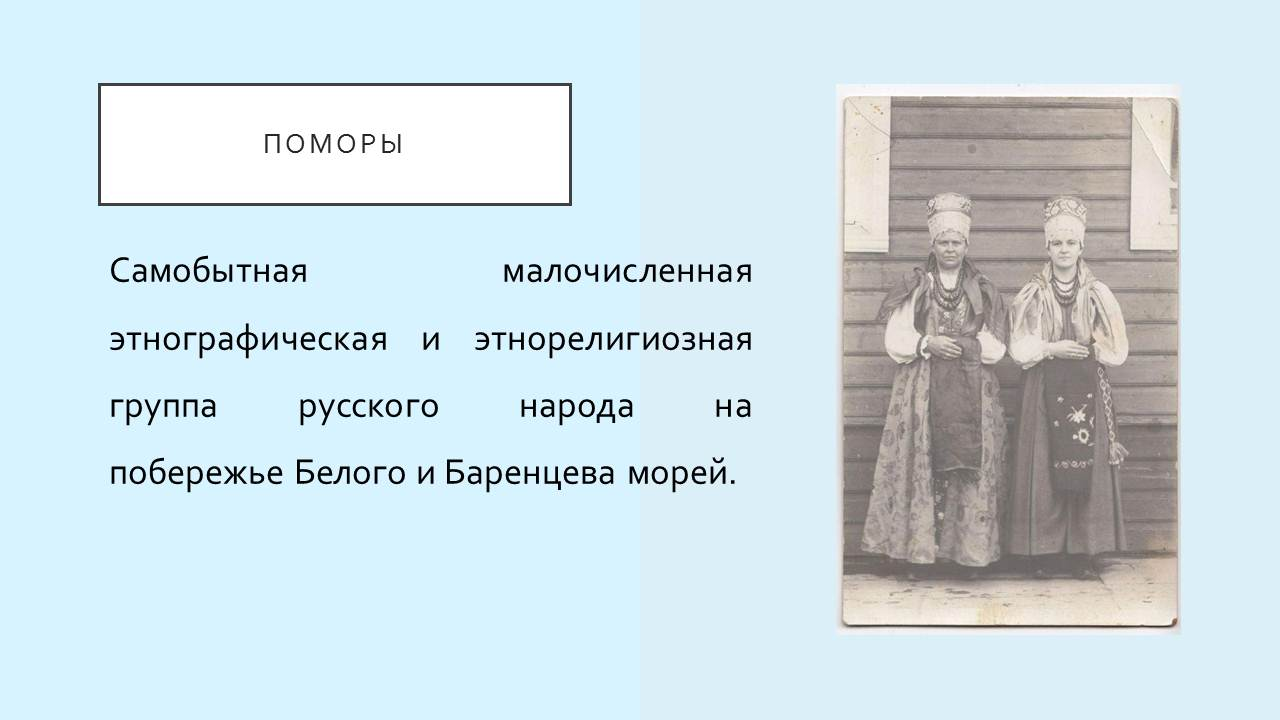 ПОМОРЫ
Самобытная малочисленная
этнографическая и этнорелигиозная
группа русского народа на
побережье Белого и Баренцева морей.